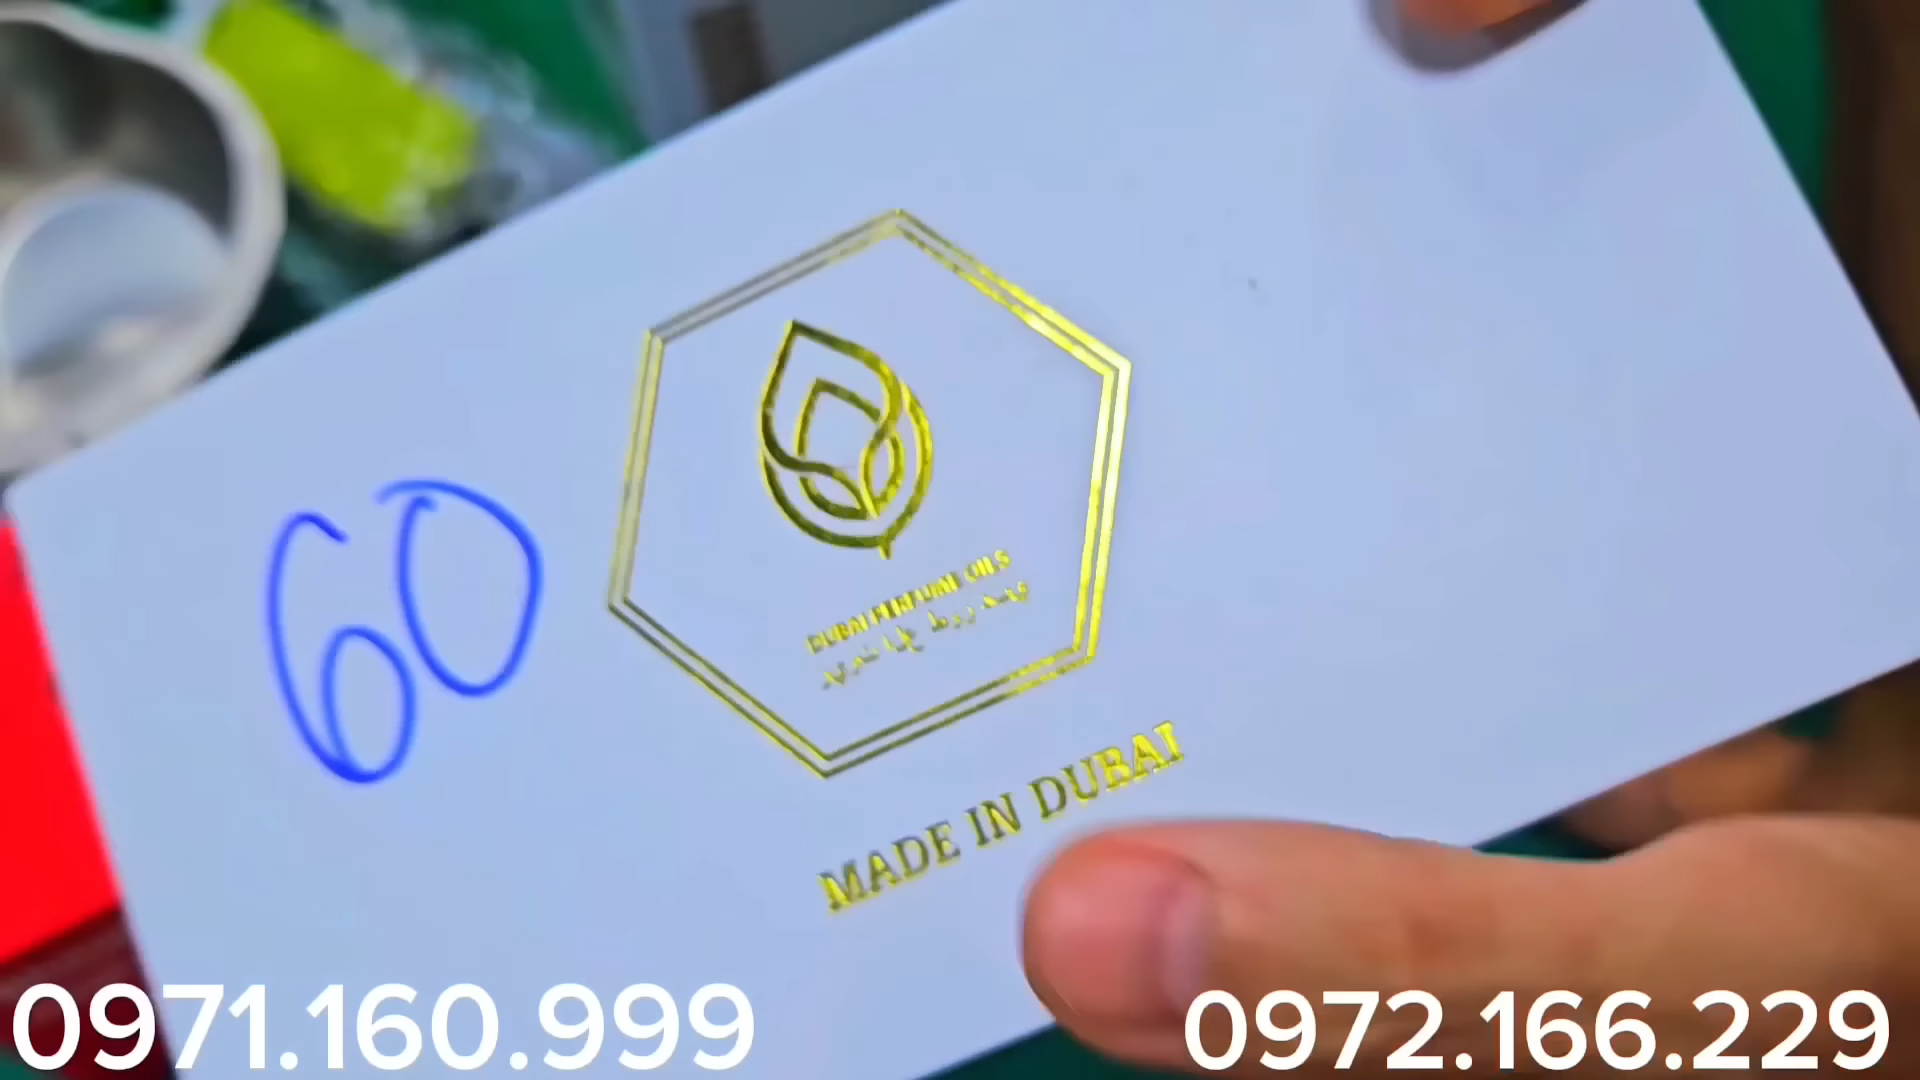 60
DUBAI PERFUME OILS
MADE IN DUBAI
0971.160.999
0972.166.229